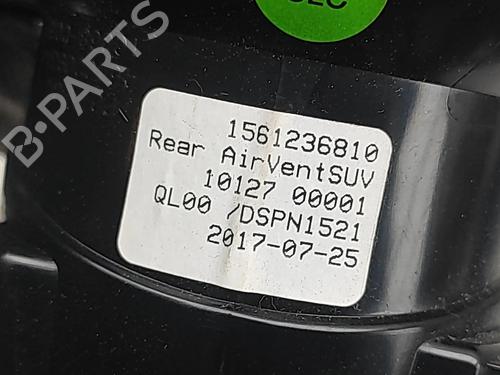 1561236810
Rear AirVentSUV
10127 00001
QL00 /DSPN1521
2017-07-25
B-PARTS